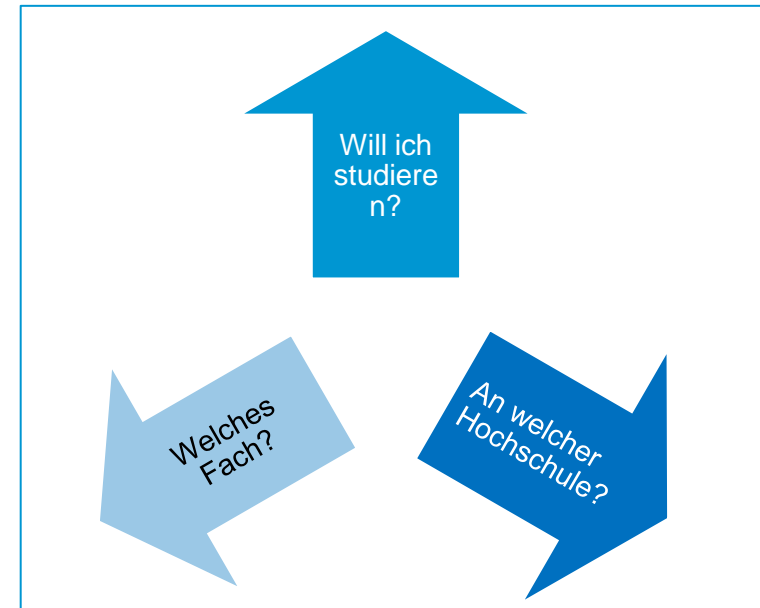 Will ich
studiere
n?
Welches
Fach?
An welcher
Hochschule?